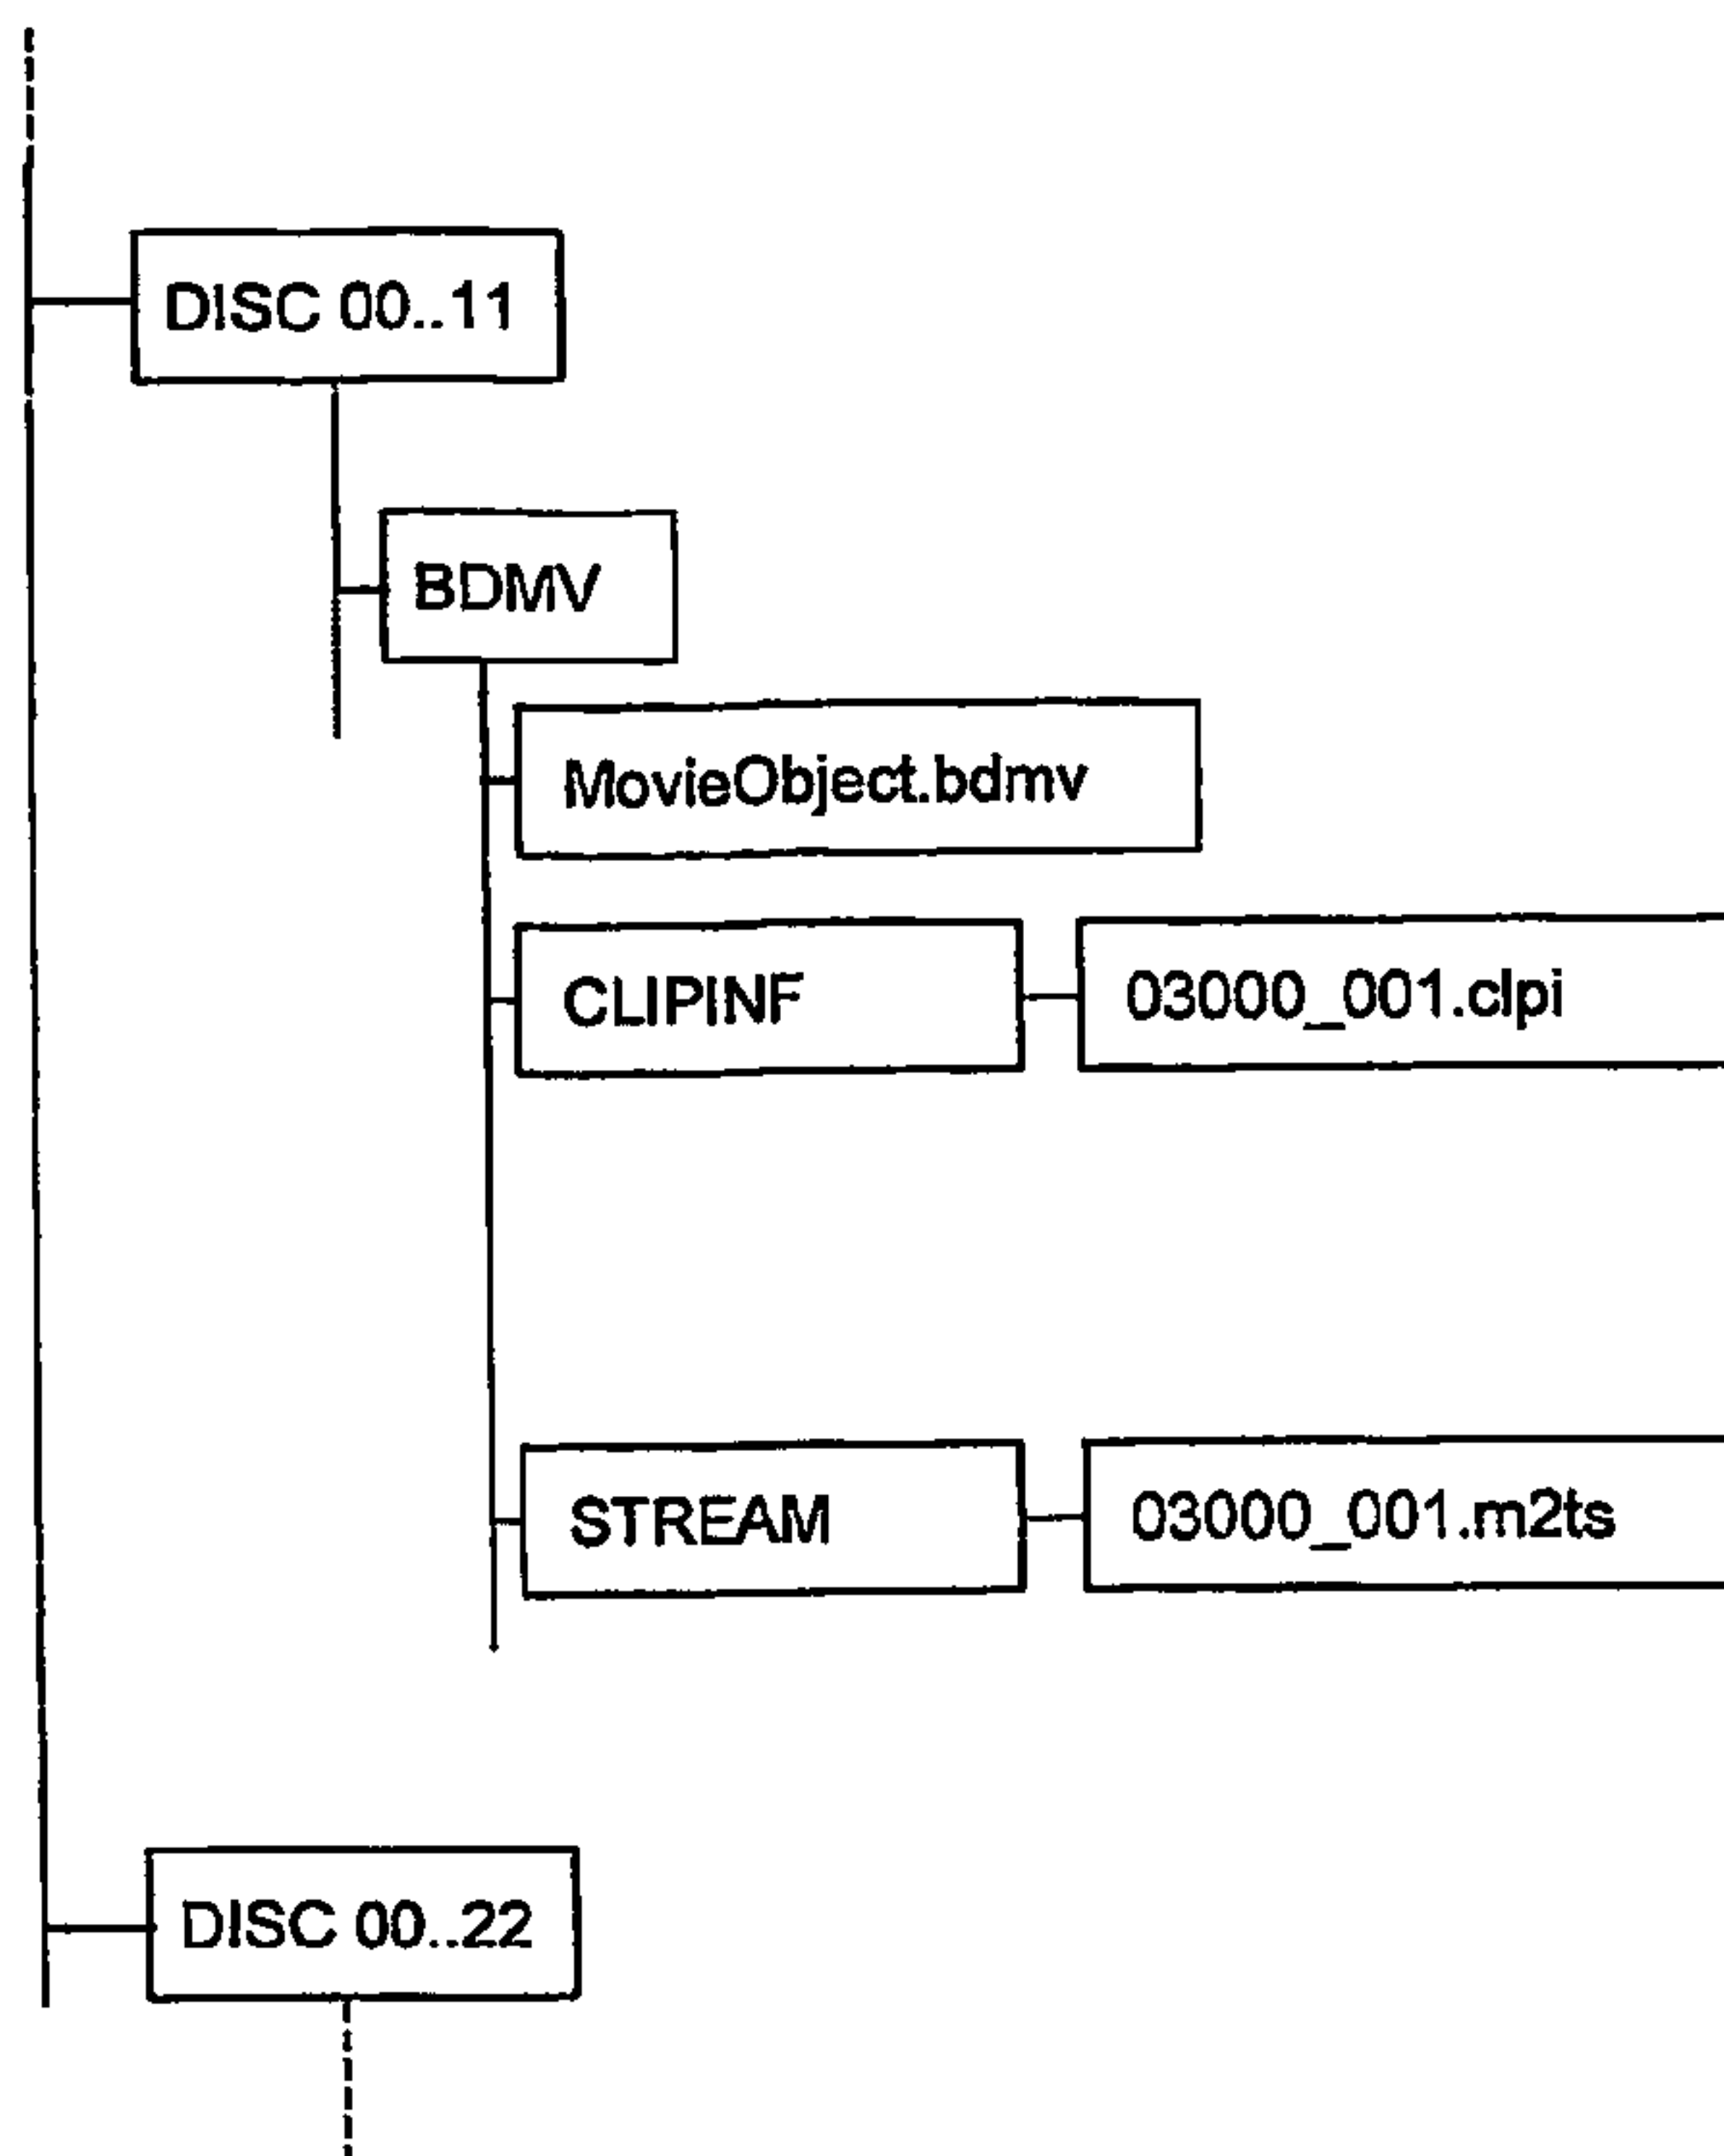 DISC 00..11
BDMV
MovieObject.bdmv
CLIPINF
03000_001.clpi
STREAM
03000_001.m2ts
DISC 00..22